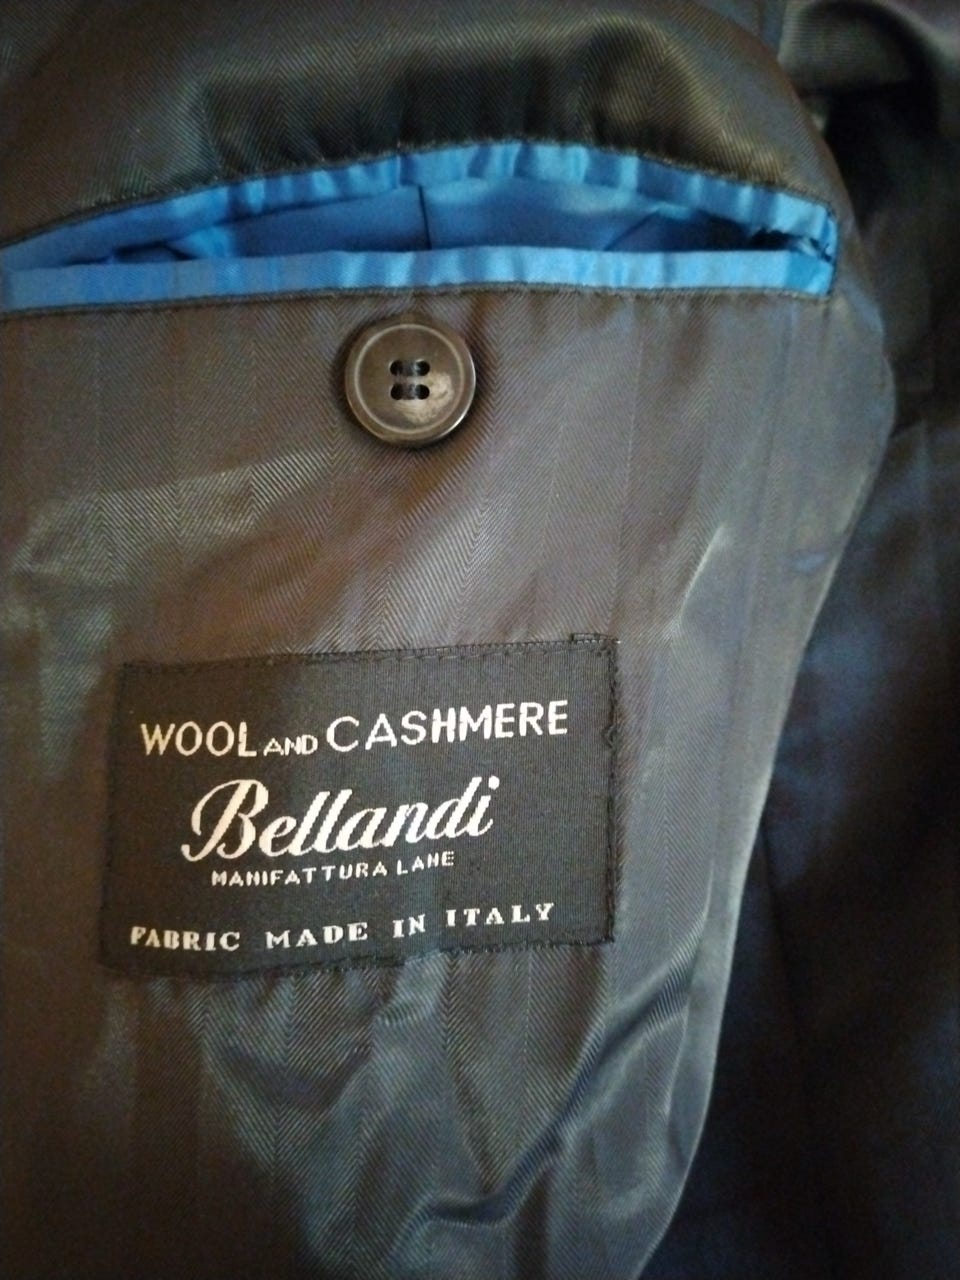 WOOL AND CASHMERE
Bellandi
MANIFATTURA LANE
FABRIC MADE IN ITALY